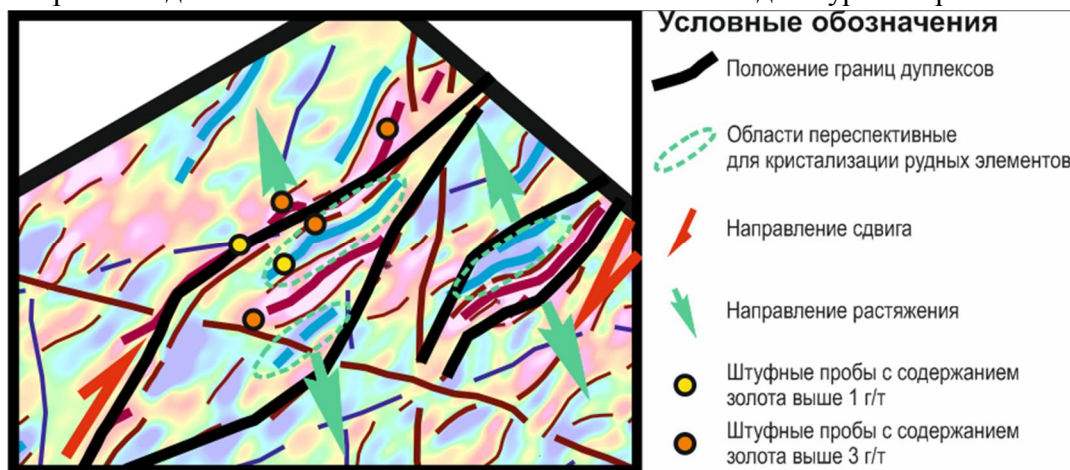 Условные обозначения
Положение границ дуплексов
Области переспективные
для кристализации рудных элементов
Направление сдвига
Направление растяжения
Штуфные пробы с содержанием
золота выше 1 г/т
Штуфные пробы с содержанием
золота выше 3 г/т